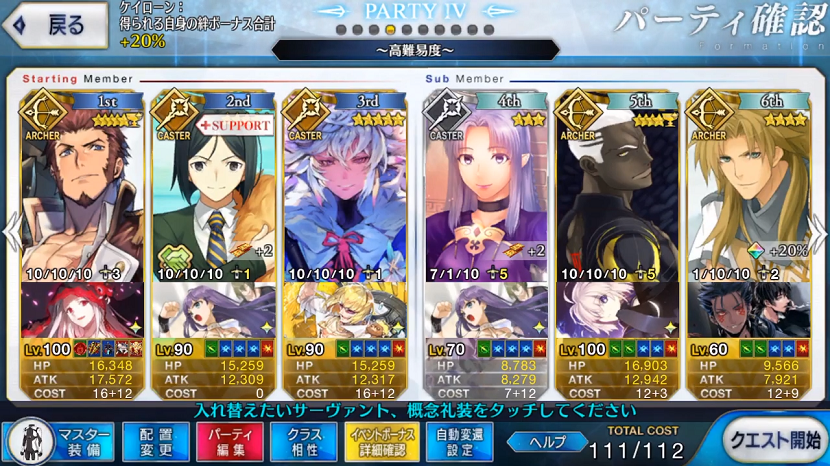 戻る
ケイローン：
得られる自身の絆ボーナス合計
+20%
PARTY IV
～高難易度～
パーティ確認
Formation
Starting Member
Sub Member
1st
ARCHER
10/10/10 3
Lv.100
HP 16,348
ATK 17,572
COST 16+12
2nd
CASTER
+SUPPORT
+2
10/10/10 1
Lv.90
HP 15,259
ATK 12,309
COST 0
3rd
CASTER
10/10/10 1
Lv.90
HP 15,259
ATK 12,317
COST 16+12
4th
CASTER
+2
7/1/10 5
Lv.70
HP 8,783
ATK 8,279
COST 7+12
5th
ARCHER
10/10/10 5
Lv.100
HP 16,903
ATK 12,942
COST 12+3
6th
ARCHER
+20%
1/10/10 2
Lv.60
HP 9,566
ATK 7,921
COST 12+9
入れ替えたいサーヴァント、概念礼装をタッチしてください
マスター装備
配置変更
パーティ編集
クラス相性
イベントボーナス詳細確認
自動変還設定
ヘルプ
TOTAL COST
111/112
クエスト開始